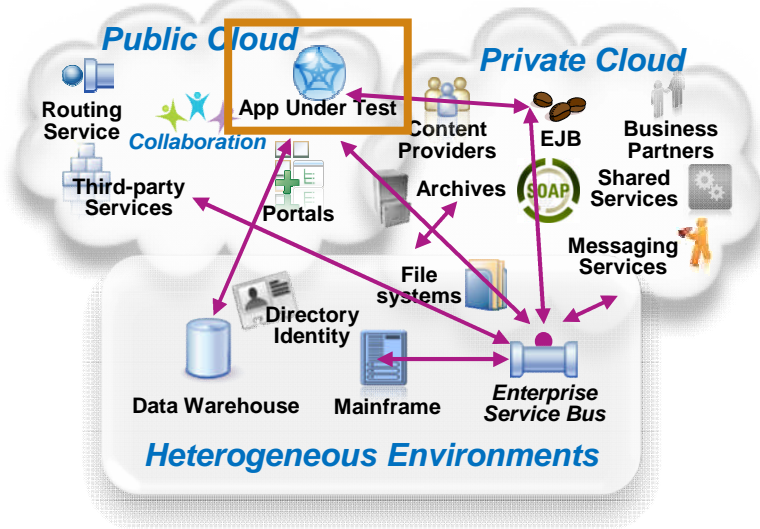 Public Cloud
Private Cloud
Routing
Service
Collaboration
App Under Test
Content
Providers
EJB
Business
Partners
Third-party
Services
Portals
Archives
SOAP
Shared
Services
Messaging
Services
File
systems
Directory
Identity
Data Warehouse
Mainframe
Enterprise
Service Bus
Heterogeneous Environments